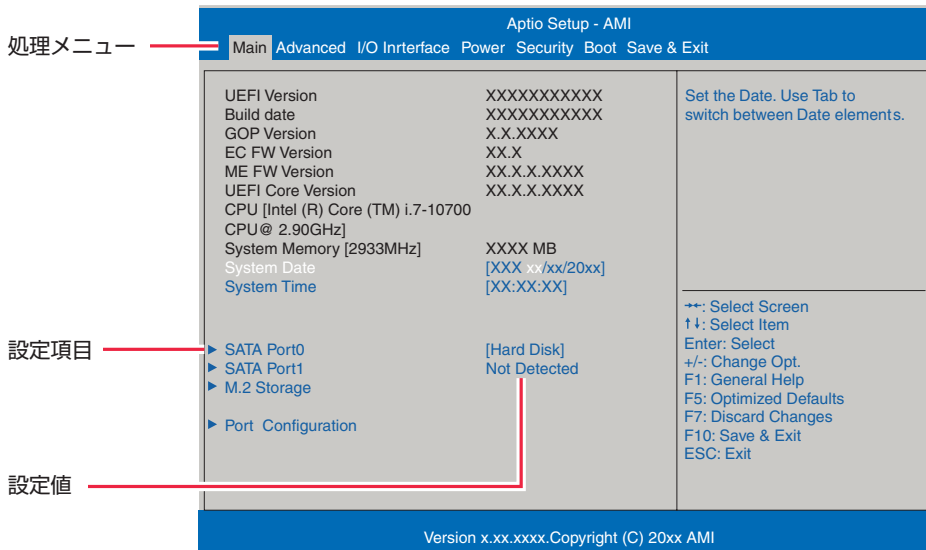 Aptio Setup - AMI
処理メニュー
Main Advanced I/O Inrterface Power Security Boot Save & Exit
UEFI Version XXXXXXXXXXX
Build date XXXXXXXXXXX
GOP Version X.X.XXXX
EC FW Version XX.X
ME FW Version XX.X.X.XXXX
UEFI Core Version XX.X.X.XXXX
CPU [Intel (R) Core (TM) i.7-10700
CPU@ 2.90GHz]
System Memory [2933MHz] XXXX MB
System Date [XXX xx/xx/20xx]
System Time [XX:XX:XX]
設定項目
SATA Port0 [Hard Disk]
SATA Port1 Not Detected
M.2 Storage
Port Configuration
設定値
Set the Date. Use Tab to
switch between Date elements.
→←: Select Screen
↑↓: Select Item
Enter: Select
+/-: Change Opt.
F1: General Help
F5: Optimized Defaults
F7: Discard Changes
F10: Save & Exit
ESC: Exit
Version x.xx.xxxx.Copyright (C) 20xx AMI